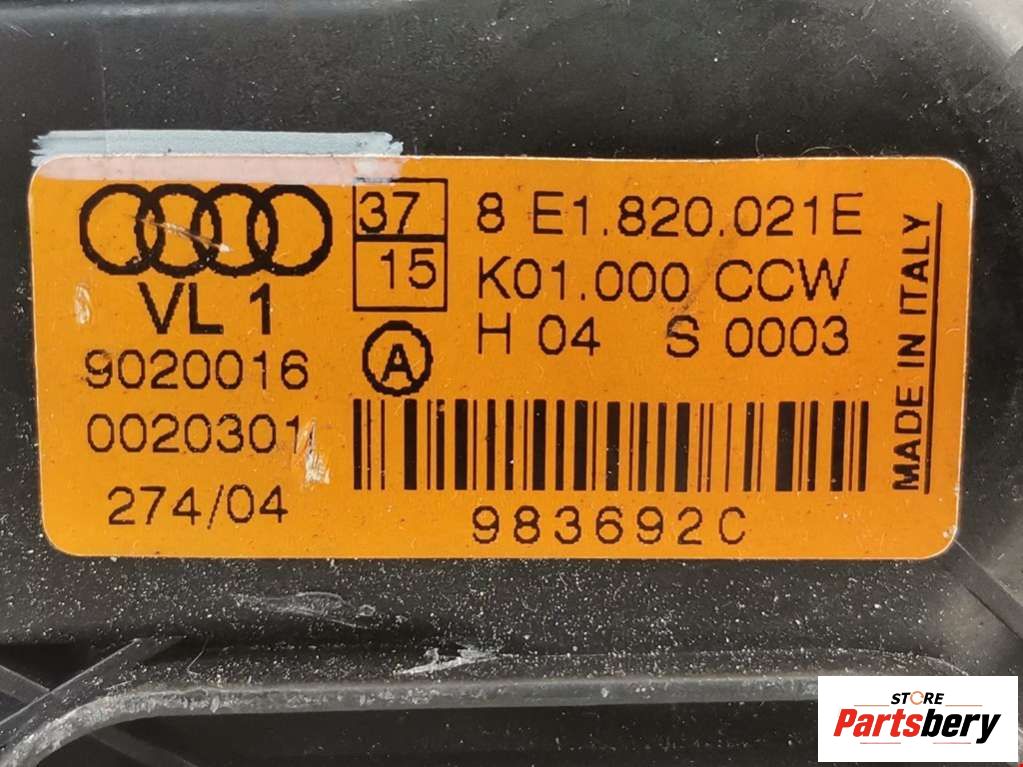 37
15
8 E1.820.021E
K01.000 CCW
H 04 S 0003
VL 1
9020016
0020301
274/04
A
983692C
MADE IN ITALY
STORE
Partsbery